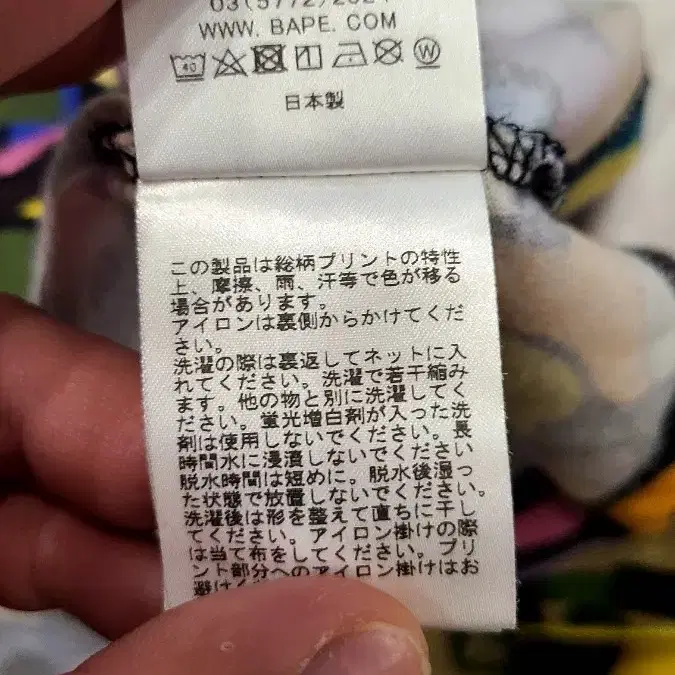 WWW. BAPE. COM
40
W
日本製
この製品は総柄プリントの特性
上、摩擦、雨、汗等で色が移る
場合があります。
アイロンは裏側からかけてくだ
さい。
洗濯の際は裏返してネットに入
れてください。洗濯で若干縮み
ます。他の物と別に洗濯してく
ださい。蛍光増白剤が入った洗
剤は使用しないでください。長
時間水に浸漬しないでください
脱水時間は短めに。脱水後湿っ
た状態で放置しないでください。
洗濯後は形を整えて直ちに干し
てください。アイロン掛けの際
は当て布をしてください。プリ
ント部分へのアイロン掛けはお
避けく